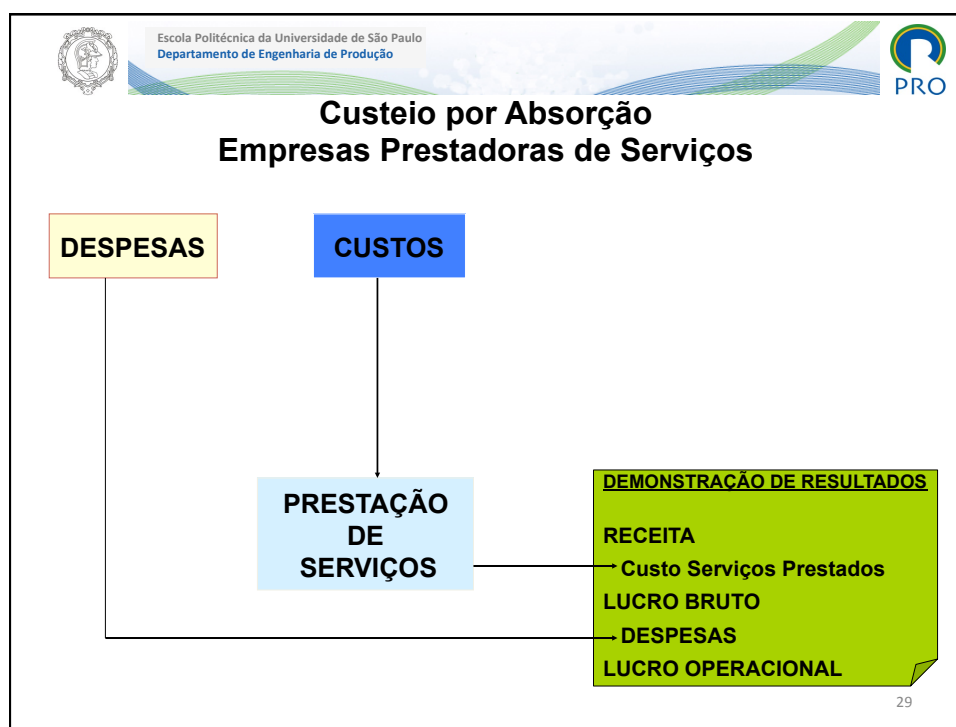 Escola Politécnica da Universidade de São Paulo
Departamento de Engenharia de Produção
PRO
Custeio por Absorção
Empresas Prestadoras de Serviços
DESPESAS
CUSTOS
PRESTAÇÃO
DE
SERVIÇOS
DEMONSTRAÇÃO DE RESULTADOS
RECEITA
Custo Serviços Prestados
LUCRO BRUTO
DESPESAS
LUCRO OPERACIONAL
29